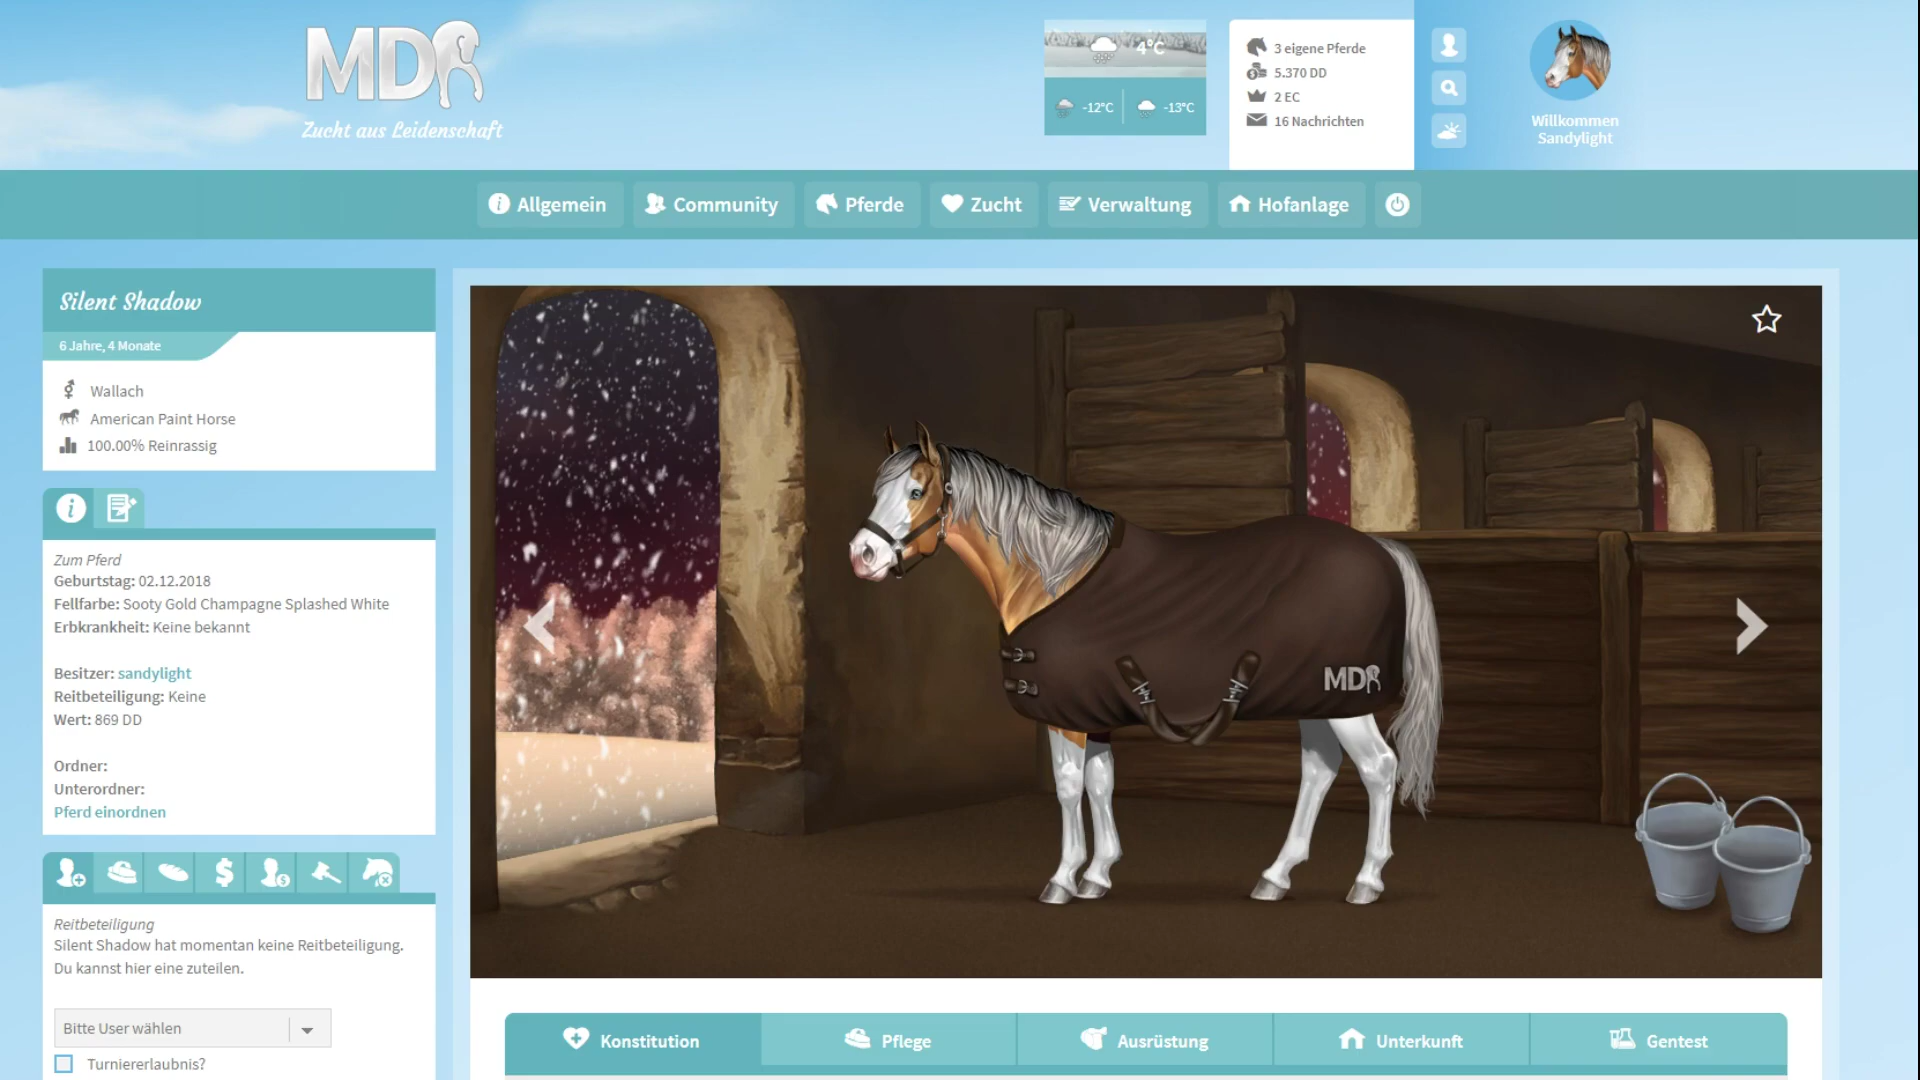 MDR
Zucht aus Leidenschaft
4°C
-12°C
-13°C
3 eigene Pferde
5.370 DD
2 EC
16 Nachrichten
Willkommen
Sandylight
Allgemein
Community
Pferde
Zucht
Verwaltung
Hofanlage
Silent Shadow
6 Jahre, 4 Monate
Wallach
American Paint Horse
100.00% Reinrassig
Zum Pferd
Geburtstag: 02.12.2018
Fellfarbe: Sooty Gold Champagne Splashed White
Erbkrankheit: Keine bekannt
Besitzer: sandylight
Reitbeteiligung: Keine
Wert: 869 DD
Ordner:
Unterordner:
Pferd einordnen
Reitbeteiligung
Silent Shadow hat momentan keine Reitbeteiligung.
Du kannst hier eine zuteilen.
Bitte User wählen
Turniererlaubnis?
MDR
Konstitution
Pflege
Ausrüstung
Unterkunft
Gentest